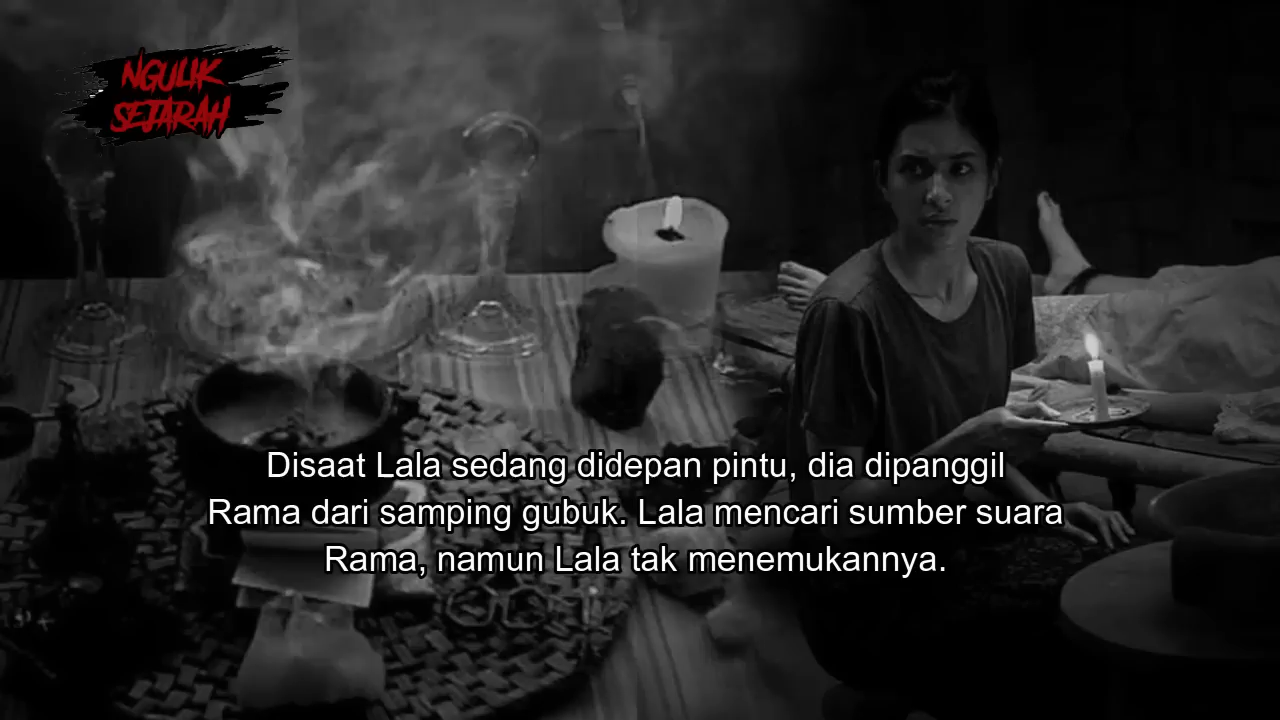 NGULIK
SEJARAH
Disaat Lala sedang didepan pintu, dia dipanggil
Rama dari samping gubuk. Lala mencari sumber suara
Rama, namun Lala tak menemukannya.